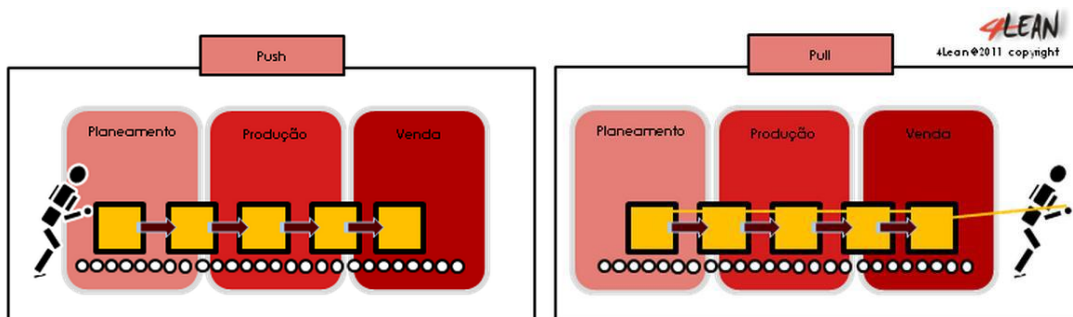 Push
Planeamento
Produção
Venda
Pull
4LEAN
4Lean@2011 copyright
Planeamento
Produção
Venda